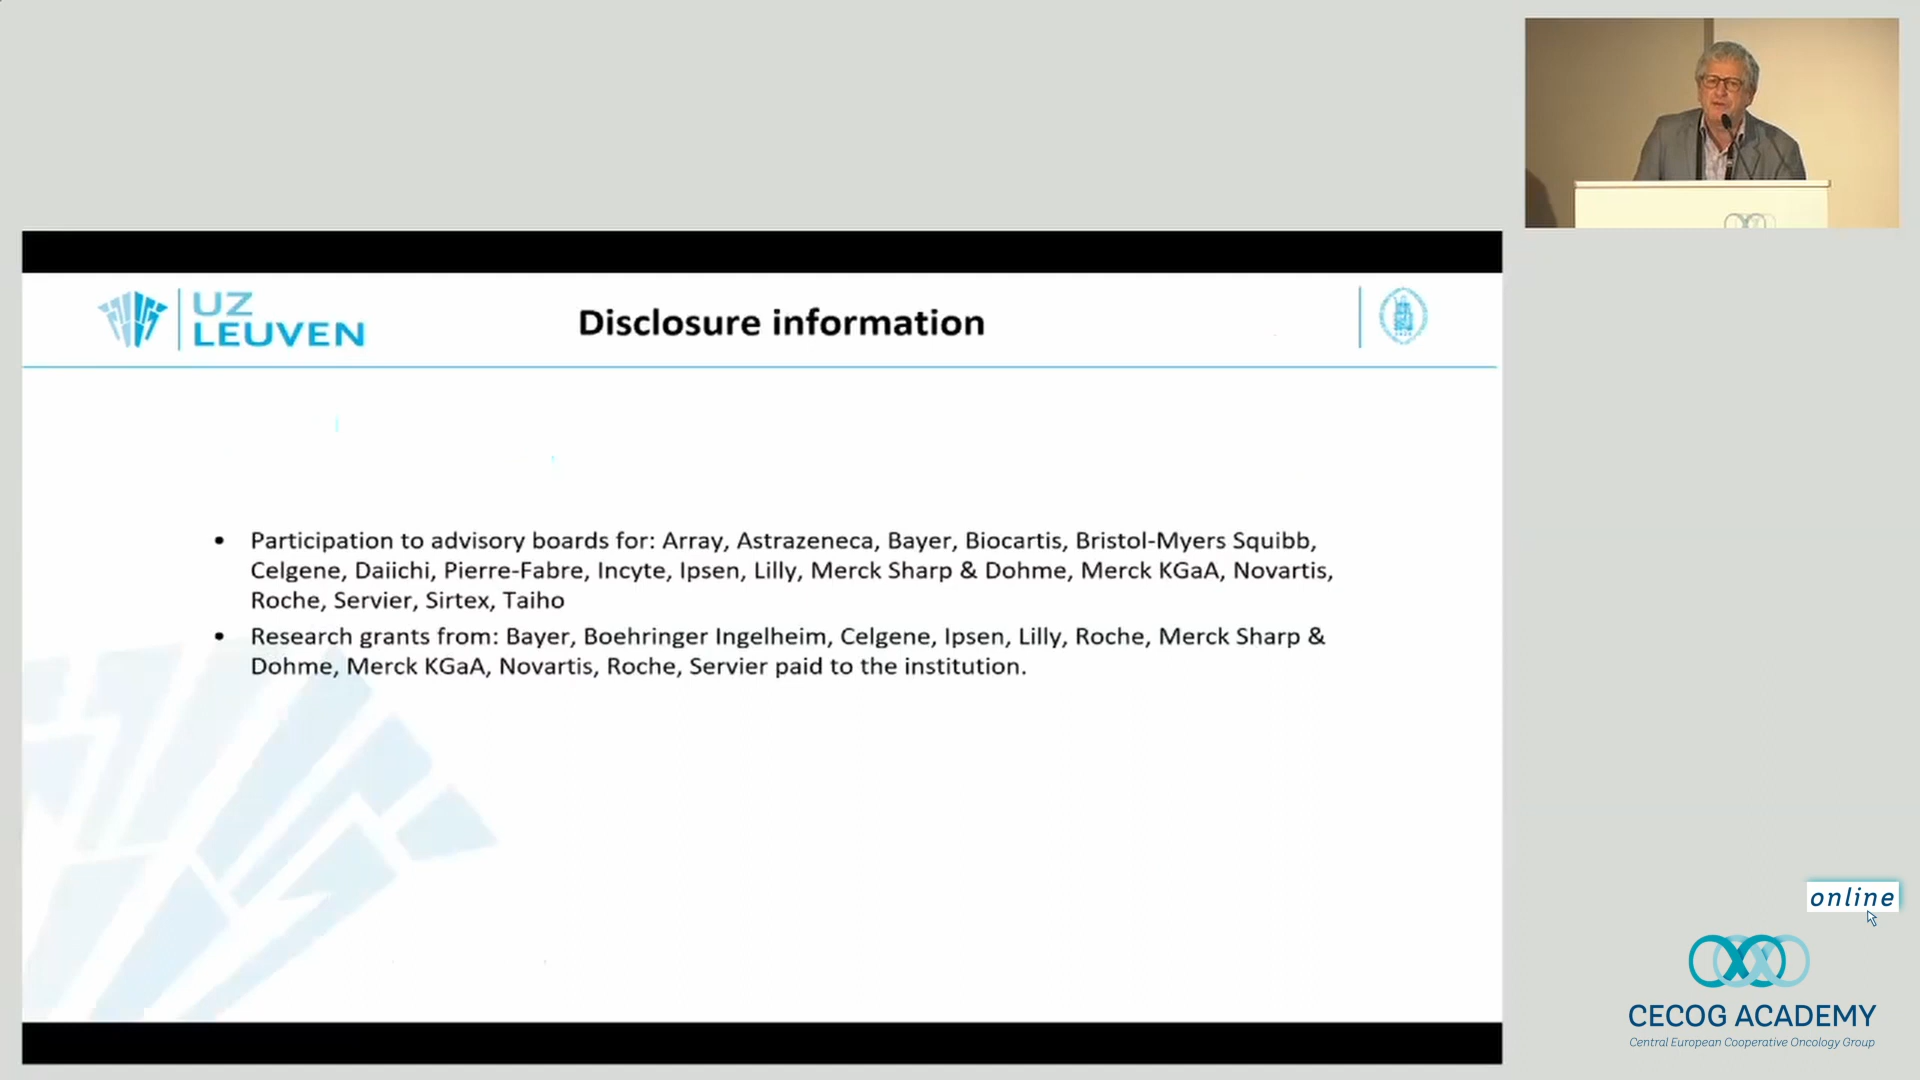 UZ
LEUVEN
Disclosure information
• Participation to advisory boards for: Array, Astrazeneca, Bayer, Biocartis, Bristol-Myers Squibb,
Celgene, Daiichi, Pierre-Fabre, Incyte, Ipsen, Lilly, Merck Sharp & Dohme, Merck KGaA, Novartis,
Roche, Servier, Sirtex, Taiho
• Research grants from: Bayer, Boehringer Ingelheim, Celgene, Ipsen, Lilly, Roche, Merck Sharp &
Dohme, Merck KGaA, Novartis, Roche, Servier paid to the institution.
online
CECOG ACADEMY
Central European Cooperative Oncology Group